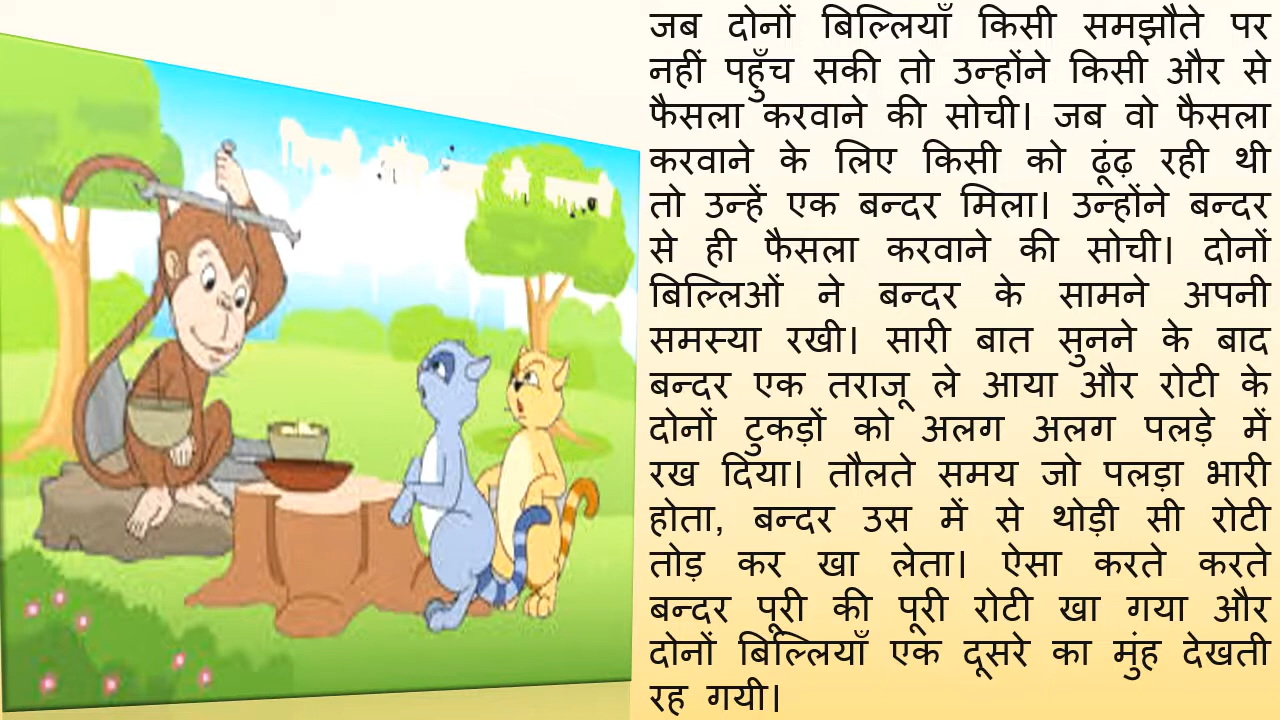 जब दोनों बिल्लियाँ किसी समझौते पर
नहीं पहुँच सकी तो उन्होंने किसी और से
फैसला करवाने की सोची। जब वो फैसला
करवाने के लिए किसी को ढूंढ़ रही थी
तो उन्हें एक बन्दर मिला। उन्होंने बन्दर
से ही फैसला करवाने की सोची। दोनों
बिल्लिओं ने बन्दर के सामने अपनी
समस्या रखी। सारी बात सुनने के बाद
बन्दर एक तराजू ले आया और रोटी के
दोनों टुकड़ों को अलग अलग पलड़े में
रख दिया। तौलते समय जो पलड़ा भारी
होता, बन्दर उस में से थोड़ी सी रोटी
तोड़ कर खा लेता। ऐसा करते करते
बन्दर पूरी की पूरी रोटी खा गया और
दोनों बिल्लियाँ एक दूसरे का मुंह देखती
रह गयी।